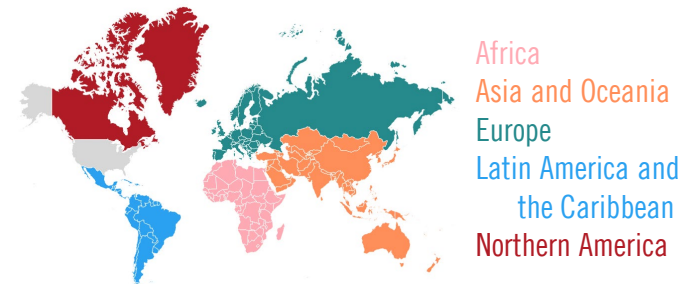 Africa
Asia and Oceania
Europe
Latin America and
the Caribbean
Northern America